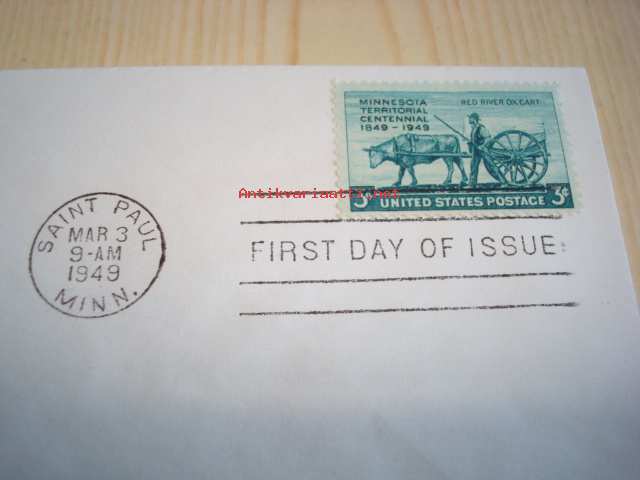 MINNESOTA
TERRITORIAL
CENTENNIAL
1849 - 1949
RED RIVER OX CART
3¢ UNITED STATES POSTAGE 3¢
Antikvariaatti.net
SAINT PAUL
MAR 3
9-AM
1949
MINN.
FIRST DAY OF ISSUE